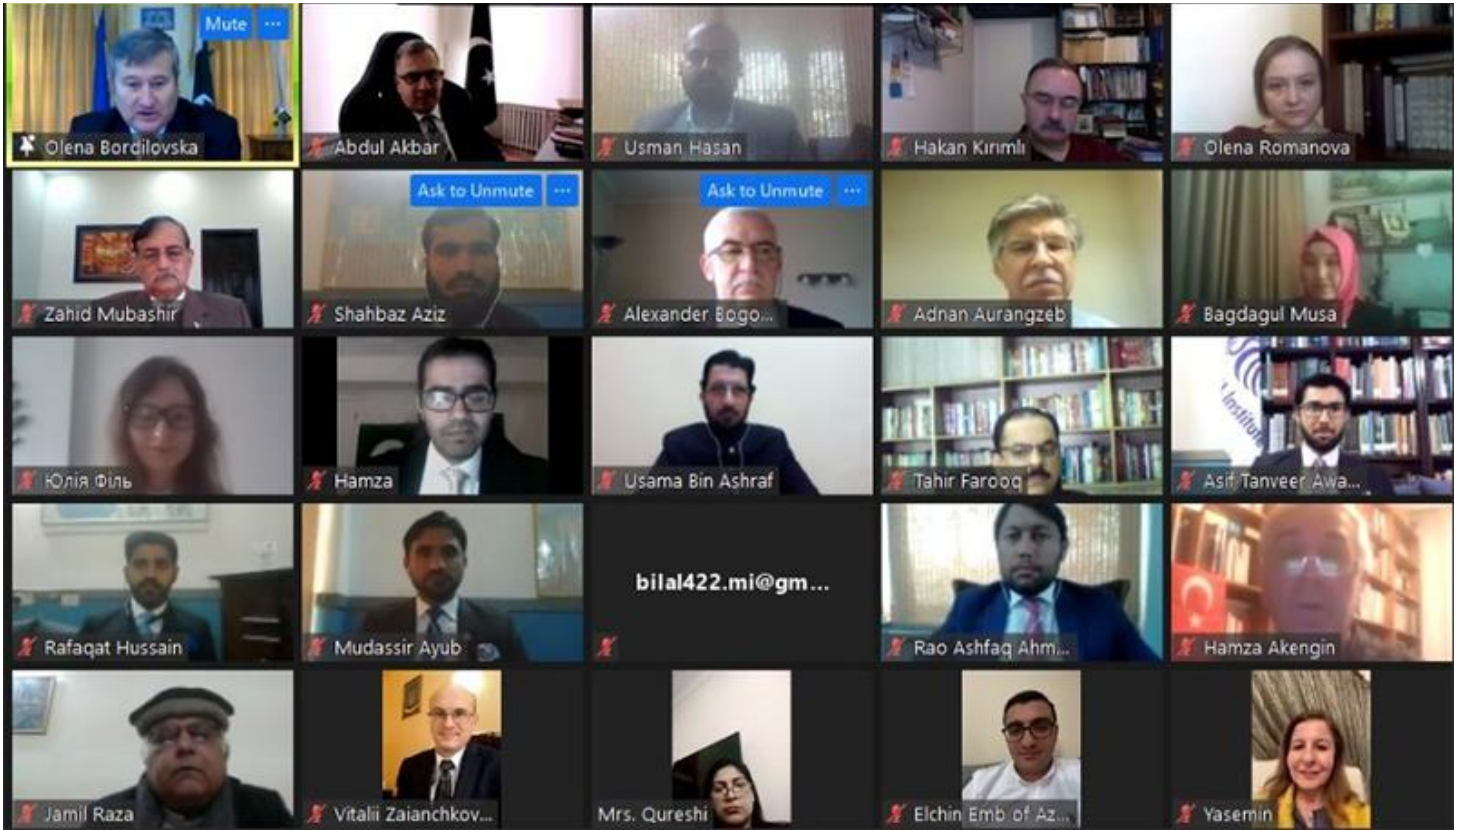 Mute ...
Olena Bordilovska
Abdul Akbar
Usman Hasan
Hakan Kırımlı
Olena Romanova
Ask to Unmute ...
Ask to Unmute ...
Zahid Mubashir
Shahbaz Aziz
Alexander Bogo...
Adnan Aurangzeb
Bagdagul Musa
Institu
Юлія Філь
Hamza
Usama Bin Ashraf
Tahir Farooq
Asif Tanveer Awa...
bilal422.mi@gm...
Rafaqat Hussain
Mudassir Ayub
Rao Ashfaq Ahm...
Hamza Akengin
Jamil Raza
Vitalii Zaianchkov...
Mrs. Qureshi
Elchin Emb of Az...
Yasemin